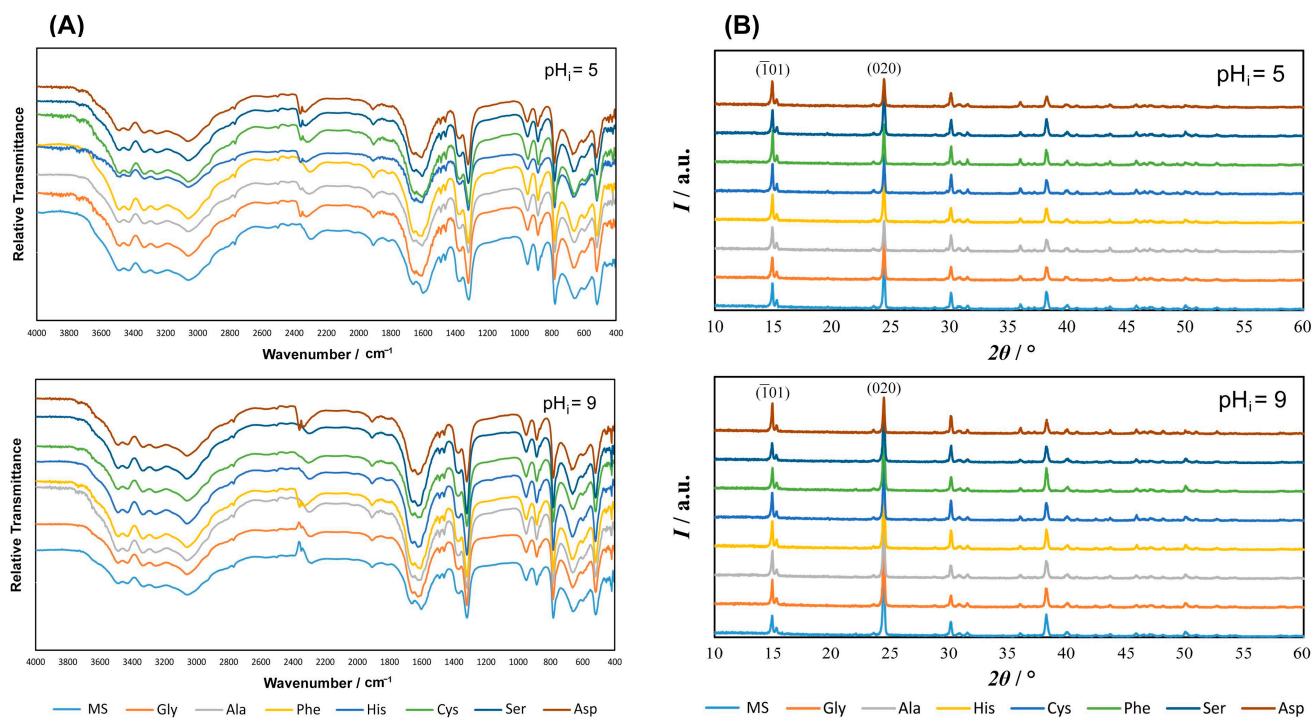 (A)
(B)
pHᵢ = 5
Relative Transmittance
4000 3800 3600 3400 3200 3000 2800 2600 2400 2200 2000 1800 1600 1400 1200 1000 800 600 400
Wavenumber / cm⁻¹
(1̄01)
(020)
pHᵢ = 5
I / a.u.
10 15 20 25 30 35 40 45 50 55 60
2θ / °
pHᵢ = 9
Relative Transmittance
4000 3800 3600 3400 3200 3000 2800 2600 2400 2200 2000 1800 1600 1400 1200 1000 800 600 400
Wavenumber / cm⁻¹
(1̄01)
(020)
pHᵢ = 9
I / a.u.
10 15 20 25 30 35 40 45 50 55 60
2θ / °
MS Gly Ala Phe His Cys Ser Asp
MS Gly Ala His Cys Phe Ser Asp